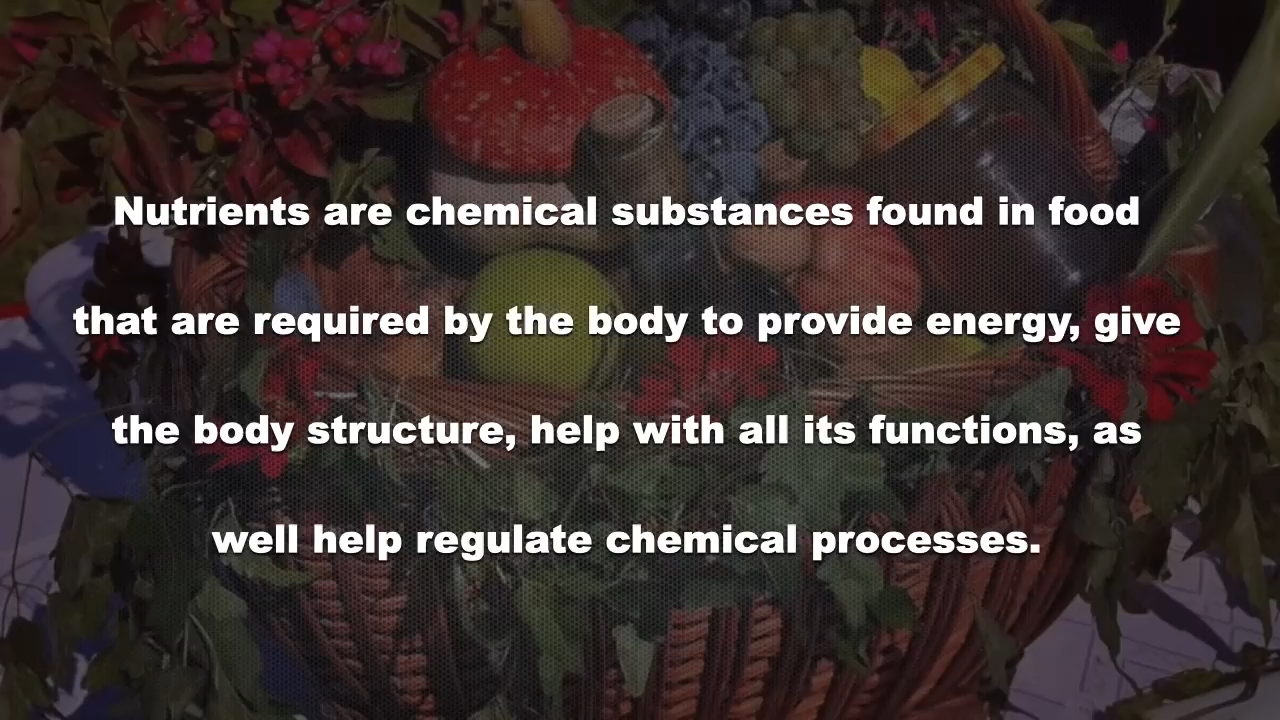 Nutrients are chemical substances found in food
that are required by the body to provide energy, give
the body structure, help with all its functions, as
well help regulate chemical processes.